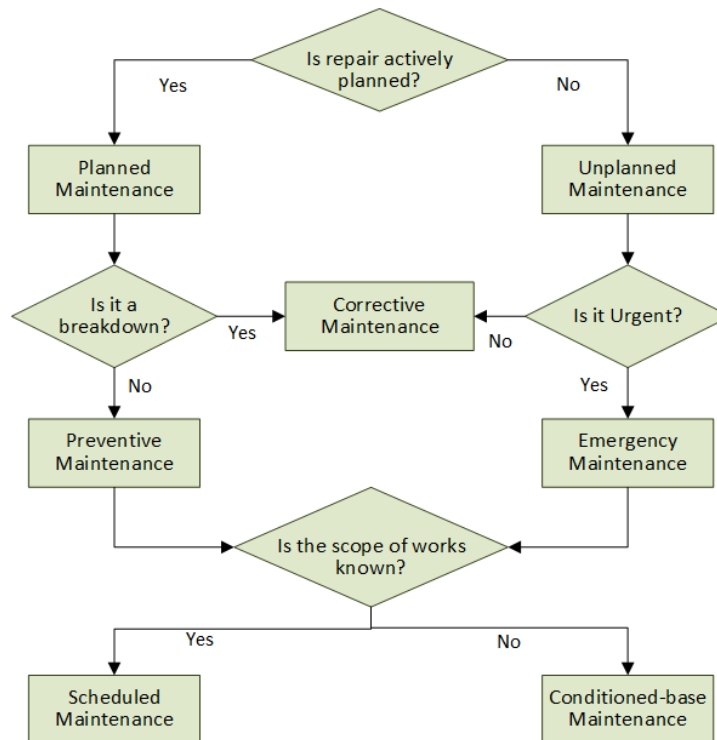 Is repair actively
planned?
Yes
No
Planned
Maintenance
Unplanned
Maintenance
Is it a
breakdown?
Yes
Corrective
Maintenance
No
Is it Urgent?
No
Yes
Preventive
Maintenance
Emergency
Maintenance
Is the scope of works
known?
Yes
No
Scheduled
Maintenance
Conditioned-base
Maintenance